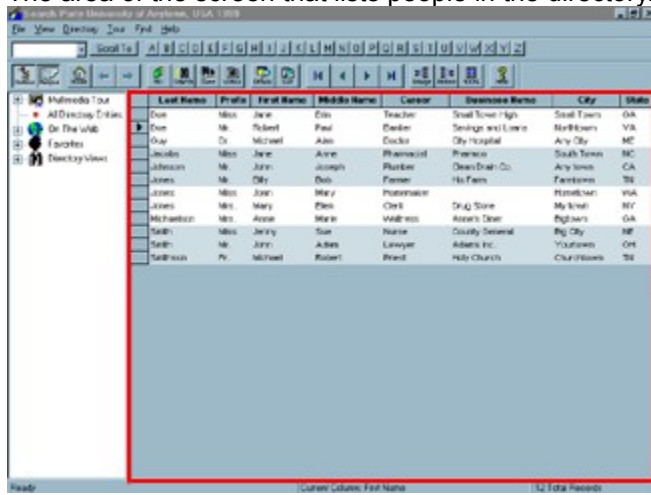 The area of the screen that lists people in the directory.
Search Party University of Anytown, USA 1999
File View Directory Tour Find Help
Scroll To A B C D E F G H I J K L M N O P Q R S T U V W X Y Z
Multimedia Tour
All Directory Entries
On The Web
Favorites
Directory Views
Last Name Prefix First Name Middle Name Career Business Name City State
Doe Miss Jane Erin Teacher Small Town High Small Town GA
Doe Mr. Robert Paul Banker Savings and Loans Northtown VA
Guy Dr. Michael Alan Doctor City Hospital Any City ME
Jacobs Miss Jane Anne Pharmacist Pharmco South Town NC
Johnson Mr. John Joseph Plumber Clean Drain Co. Any town CA
Jones Mr. Billy Bob Farmer His Farm Farmtown TN
Jones Miss Joan Mary Homemaker Hometown WA
Jones Mrs. Mary Ellen Clerk Drug Store My town NY
Michaelson Mrs. Anne Marie Waitress Anne's Diner Bigtown GA
Smith Miss Jenny Sue Nurse County General Big City NE
Smith Mr. John Adam Lawyer Adams Inc. Yourtown OH
Smithson Fr. Michael Robert Priest Holy Church Churchtown TN
Ready Current Column: First Name 12 Total Records